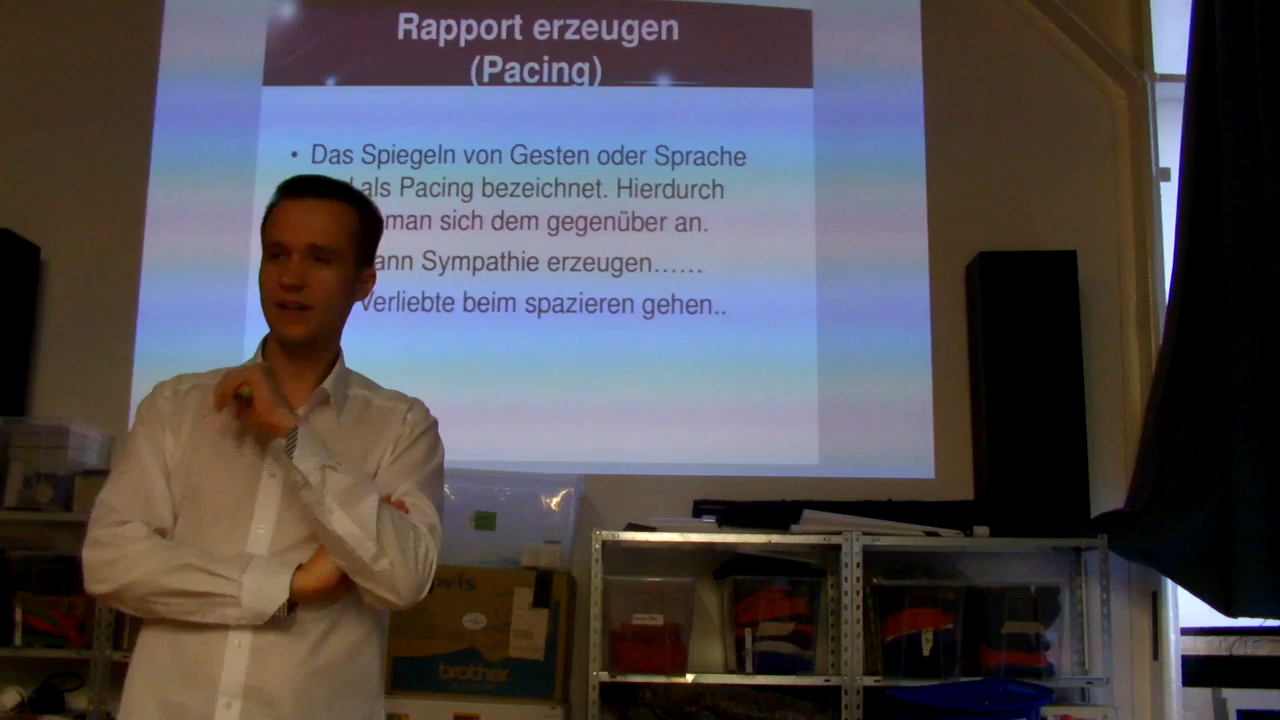 Rapport erzeugen
(Pacing)
• Das Spiegeln von Gesten oder Sprache
als Pacing bezeichnet. Hierdurch
man sich dem gegenüber an.
ann Sympathie erzeugen……
Verliebte beim spazieren gehen..
brother